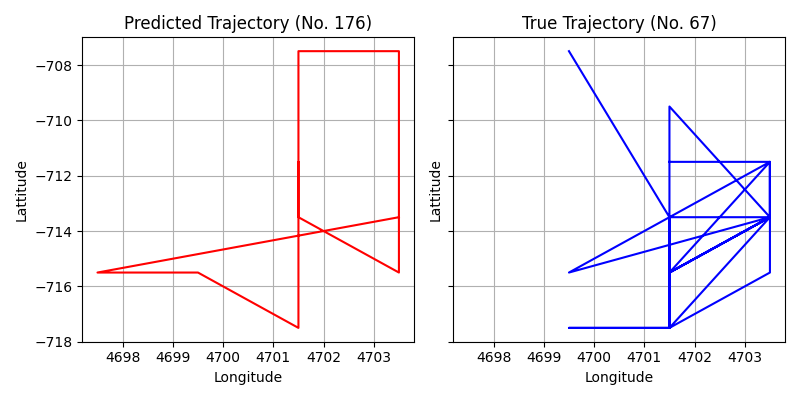 Predicted Trajectory (No. 176)
True Trajectory (No. 67)
Lattitude
−708
−710
−712
−714
−716
−718
Lattitude
4698 4699 4700 4701 4702 4703
4698 4699 4700 4701 4702 4703
Longitude
Longitude